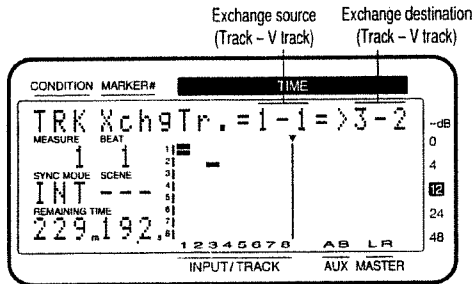 Exchange source Exchange destination
(Track – V track) (Track – V track)
CONDITION MARKER# TIME
TRK XchgTr.=1-1=>3-2
MEASURE BEAT
1 1
SYNC MODE SCENE
INT ---
REMAINING TIME
229m192s
1
2
3
4
5
6
7
8
1 2 3 4 5 6 7 8 AB LR
INPUT/TRACK AUX MASTER
–dB
0
4
12
24
48